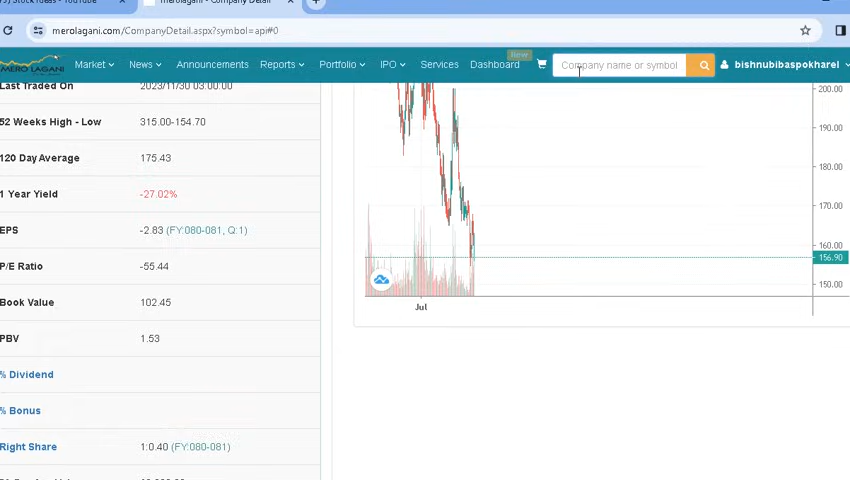 merolagani - Company Detail
merolagani.com/CompanyDetail.aspx?symbol=api#0
MERO LAGANI
Market
News
Announcements
Reports
Portfolio
IPO
Services
Dashboard
New
Company name or symbol
bishnubibaspokharel
Last Traded On 2023/11/30 03:00:00
52 Weeks High - Low 315.00-154.70
120 Day Average 175.43
1 Year Yield -27.02%
EPS -2.83 (FY:080-081, Q:1)
P/E Ratio -55.44
Book Value 102.45
PBV 1.53
% Dividend
% Bonus
Right Share 1:0.40 (FY:080-081)
200.00
190.00
180.00
170.00
160.00
156.90
150.00
Jul